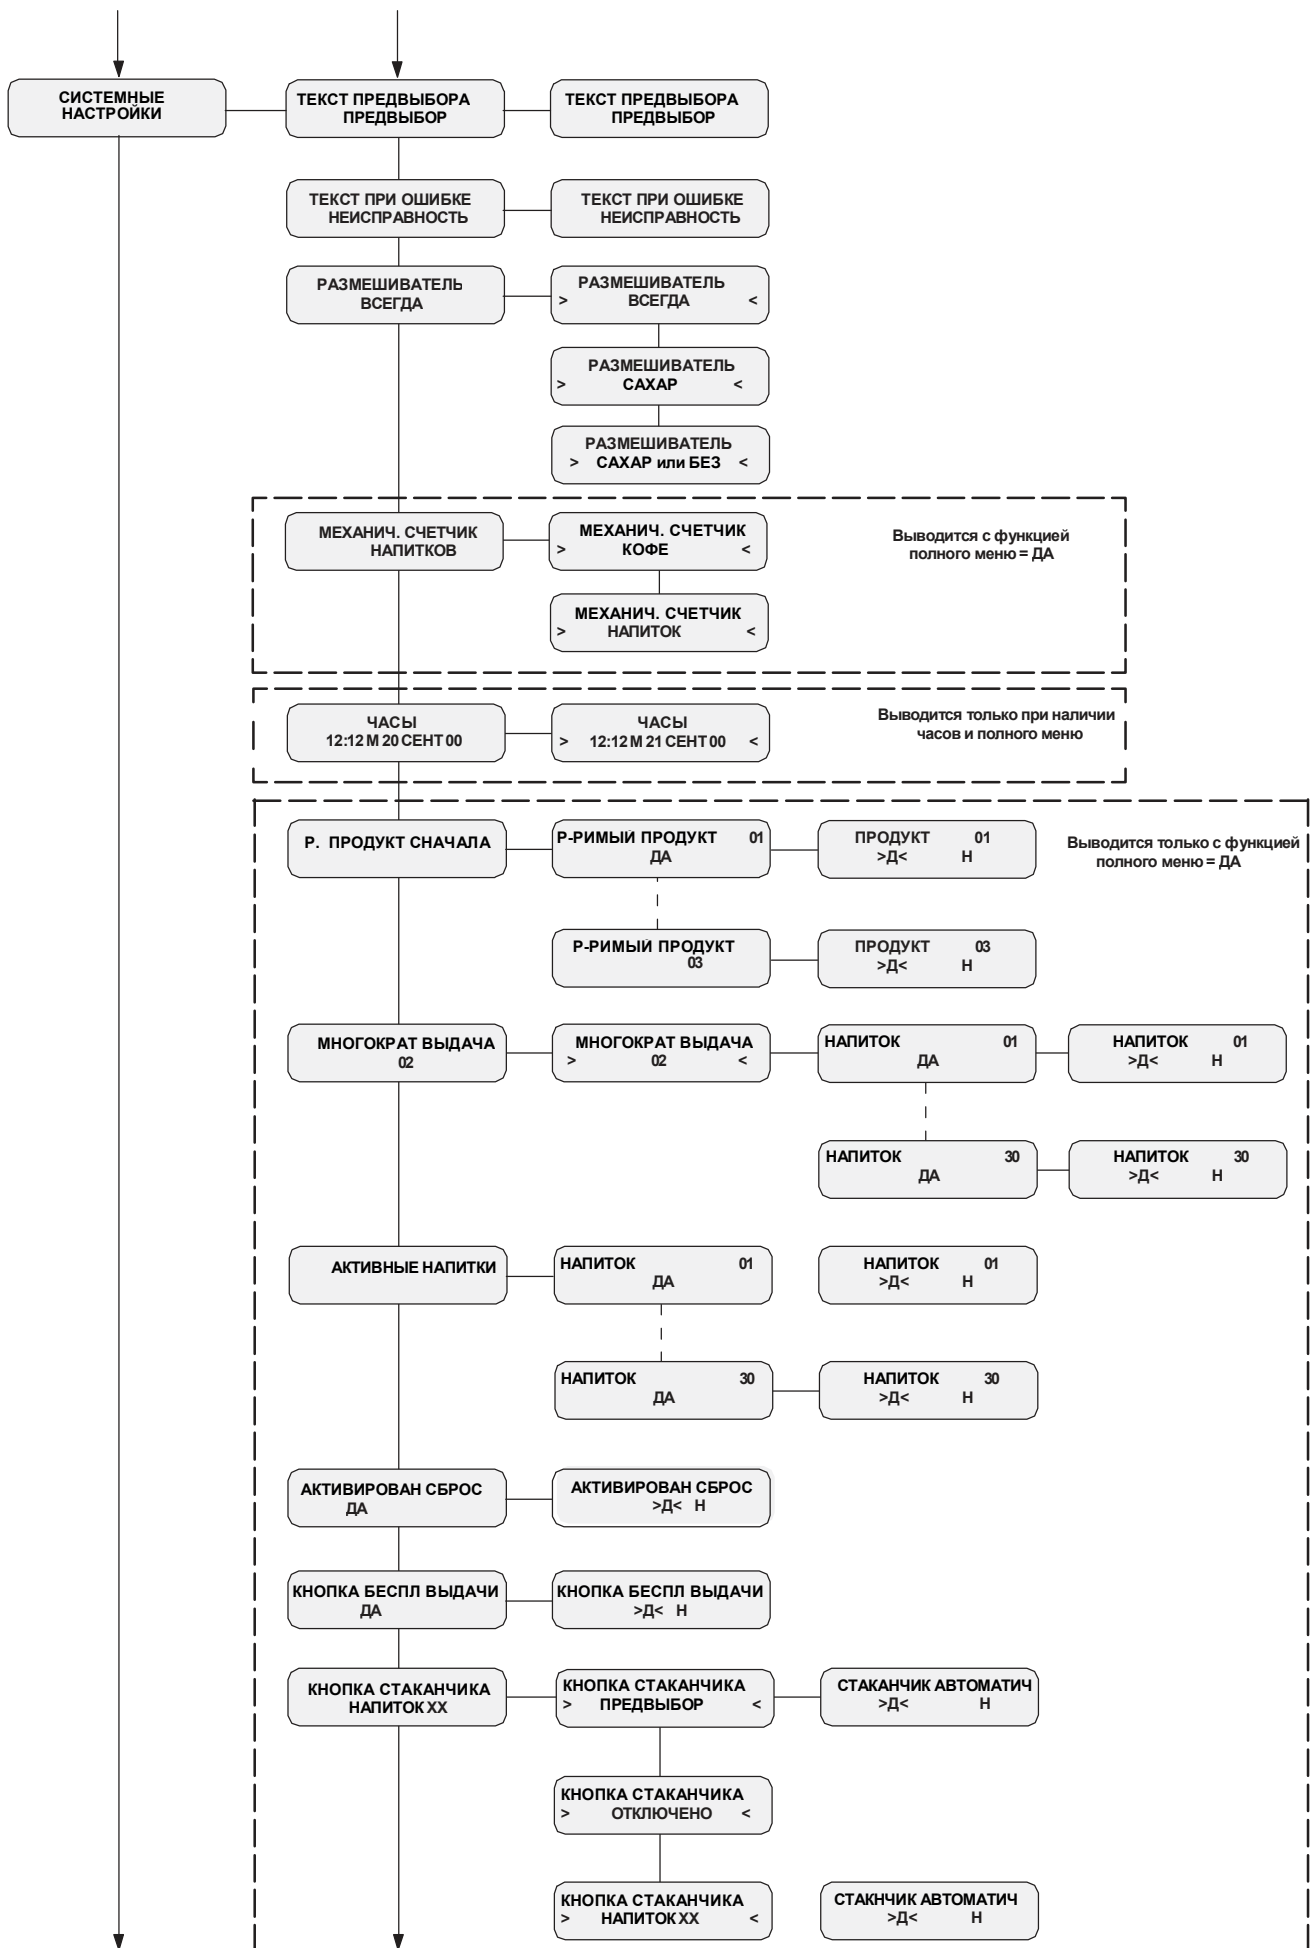 СИСТЕМНЫЕ
НАСТРОЙКИ
ТЕКСТ ПРЕДВЫБОРА
ПРЕДВЫБОР
ТЕКСТ ПРЕДВЫБОРА
ПРЕДВЫБОР
ТЕКСТ ПРИ ОШИБКЕ
НЕИСПРАВНОСТЬ
ТЕКСТ ПРИ ОШИБКЕ
НЕИСПРАВНОСТЬ
РАЗМЕШИВАТЕЛЬ
ВСЕГДА
РАЗМЕШИВАТЕЛЬ
> ВСЕГДА <
РАЗМЕШИВАТЕЛЬ
> САХАР <
РАЗМЕШИВАТЕЛЬ
> САХАР или БЕЗ <
МЕХАНИЧ. СЧЕТЧИК
НАПИТКОВ
МЕХАНИЧ. СЧЕТЧИК
> КОФЕ <
Выводится с функцией
полного меню = ДА
МЕХАНИЧ. СЧЕТЧИК
> НАПИТОК <
ЧАСЫ
12:12 М 20 СЕНТ 00
ЧАСЫ
> 12:12 М 21 СЕНТ 00 <
Выводится только при наличии
часов и полного меню
Р. ПРОДУКТ СНАЧАЛА
Р-РИМЫЙ ПРОДУКТ 01
ДА
ПРОДУКТ 01
>Д< Н
Выводится только с функцией
полного меню = ДА
Р-РИМЫЙ ПРОДУКТ
03
ПРОДУКТ 03
>Д< Н
МНОГОКРАТ ВЫДАЧА
02
МНОГОКРАТ ВЫДАЧА
> 02 <
НАПИТОК 01
ДА
НАПИТОК 01
>Д< Н
НАПИТОК 30
ДА
НАПИТОК 30
>Д< Н
АКТИВНЫЕ НАПИТКИ
НАПИТОК 01
ДА
НАПИТОК 01
>Д< Н
НАПИТОК 30
ДА
НАПИТОК 30
>Д< Н
АКТИВИРОВАН СБРОС
ДА
АКТИВИРОВАН СБРОС
>Д< Н
КНОПКА БЕСПЛ ВЫДАЧИ
ДА
КНОПКА БЕСПЛ ВЫДАЧИ
>Д< Н
КНОПКА СТАКАНЧИКА
НАПИТОК ХХ
КНОПКА СТАКАНЧИКА
> ПРЕДВЫБОР <
СТАКАНЧИК АВТОМАТИЧ
>Д< Н
КНОПКА СТАКАНЧИКА
> ОТКЛЮЧЕНО <
КНОПКА СТАКАНЧИКА
> НАПИТОК ХХ <
СТАКНЧИК АВТОМАТИЧ
>Д< Н